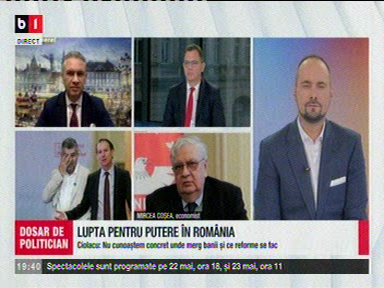 B 1
DIRECT
MIRCEA COȘEA, economist
DOSAR DE
POLITICIAN
LUPTA PENTRU PUTERE ÎN ROMÂNIA
Ciolacu: Nu cunoaștem concret unde merg banii și ce reforme se fac
19:40 Spectacolele sunt programate pe 22 mai, ora 18, și 23 mai, ora 11